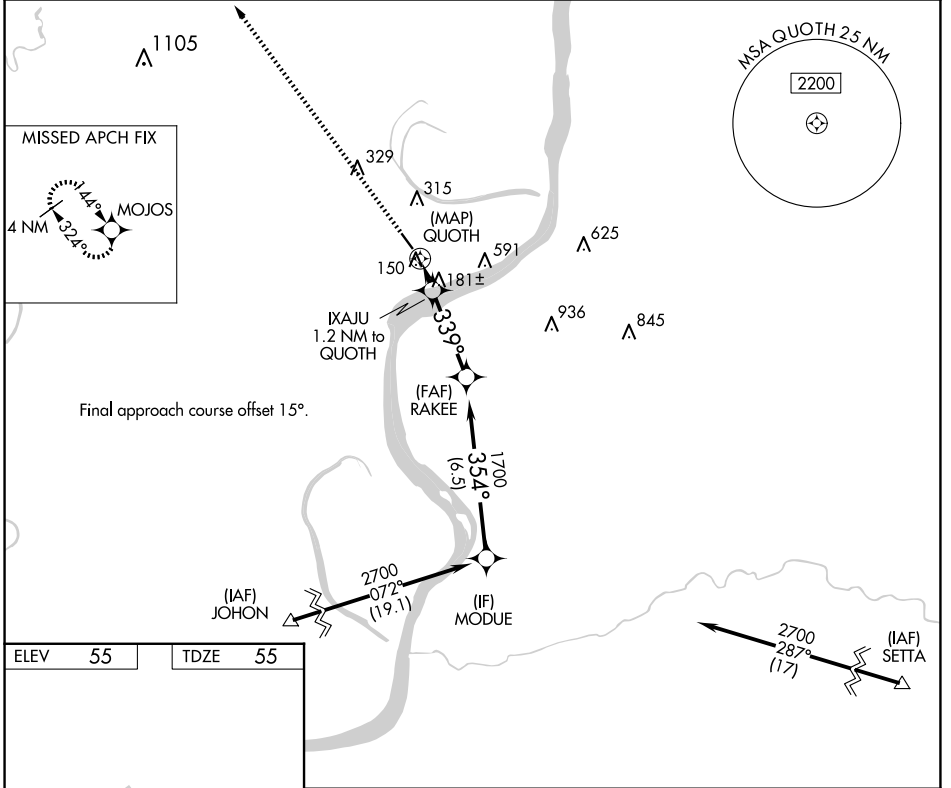 1105
MSA QUOTH 25 NM
2200
MISSED APCH FIX
144°
MOJOS
4 NM
324°
329
315
(MAP)
QUOTH
625
591
150
181±
IXAJU
1.2 NM to
QUOTH
339°
936
845
(FAF)
RAKEE
Final approach course offset 15°.
1700
354°
(6.5)
2700
072°
(19.1)
(IAF)
JOHON
(IF)
MODUE
2700
287°
(17)
(IAF)
SETTA
ELEV 55
TDZE 55